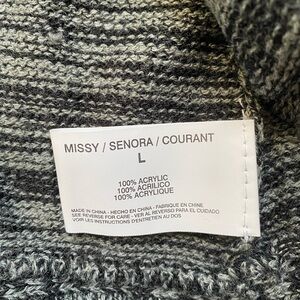 MISSY / SENORA / COURANT
L
100% ACRYLIC
100% ACRILICO
100% ACRYLIQUE
MADE IN CHINA - HECHO EN CHINA - FABRIQUE EN CHINE
SEE REVERSE FOR CARE - VER AL REVERSO PARA EL CUIDADO
VOIR LES INSTRUCTIONS D'ENTRETIEN AU DOS